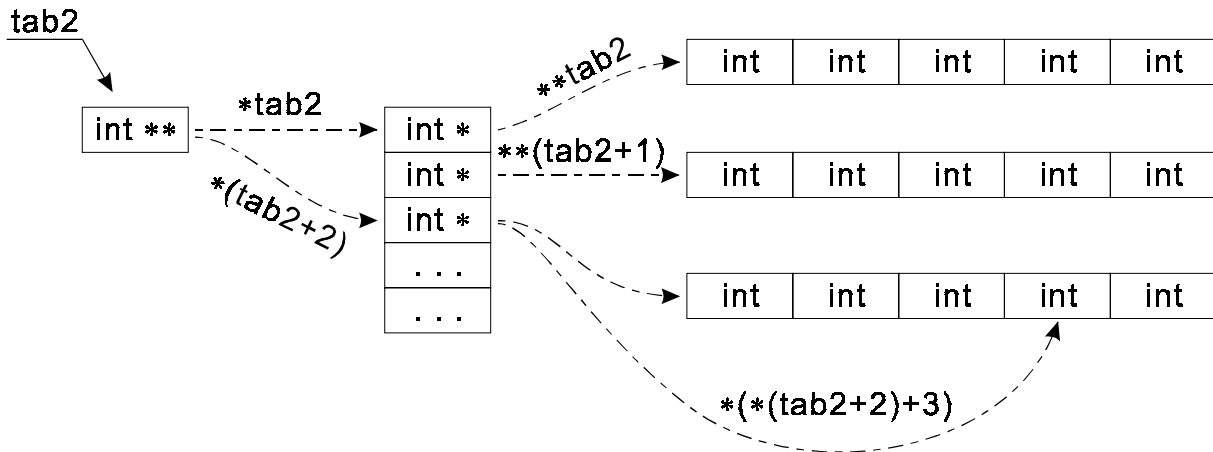 tab2
int **
*tab2
*(tab2+2)
int *
int *
int *
. . .
. . .
**tab2
**(tab2+1)
*(*(tab2+2)+3)
int int int int int
int int int int int
int int int int int